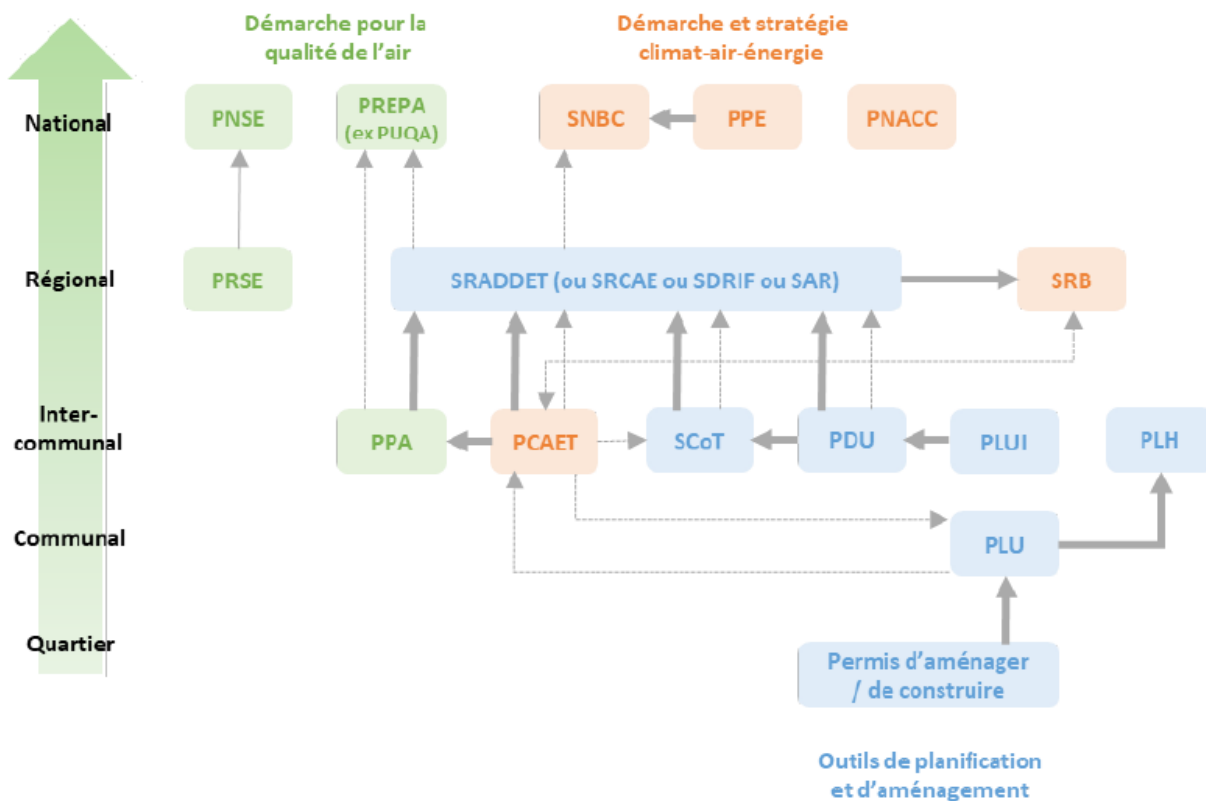 Démarche pour la
qualité de l’air
Démarche et stratégie
climat-air-énergie
National
PNSE
PREPA
(ex PUQA)
SNBC
PPE
PNACC
Régional
PRSE
SRADDET (ou SRCAE ou SDRIF ou SAR)
SRB
Inter-
communal
PPA
PCAET
SCoT
PDU
PLUI
PLH
Communal
PLU
Quartier
Permis d’aménager
/ de construire
Outils de planification
et d’aménagement